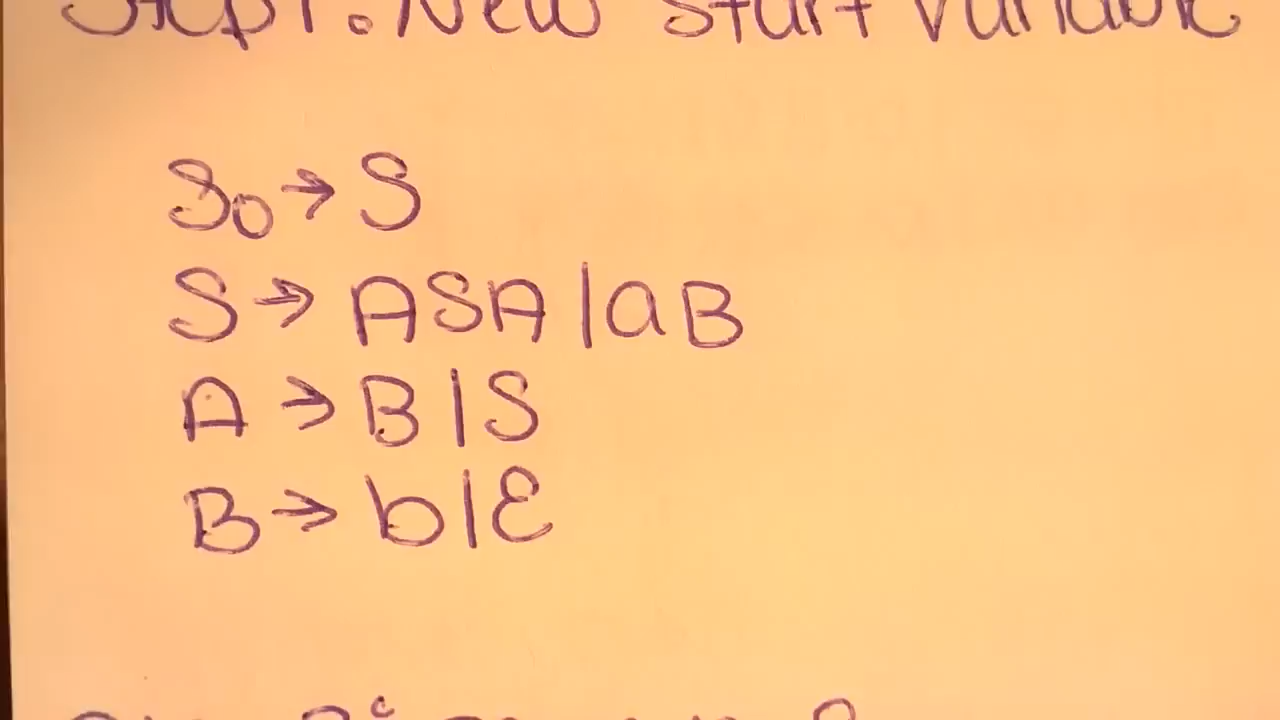 Step 1: New start variable
S₀ → S
S → ASA | aB
A → B | S
B → b | ε